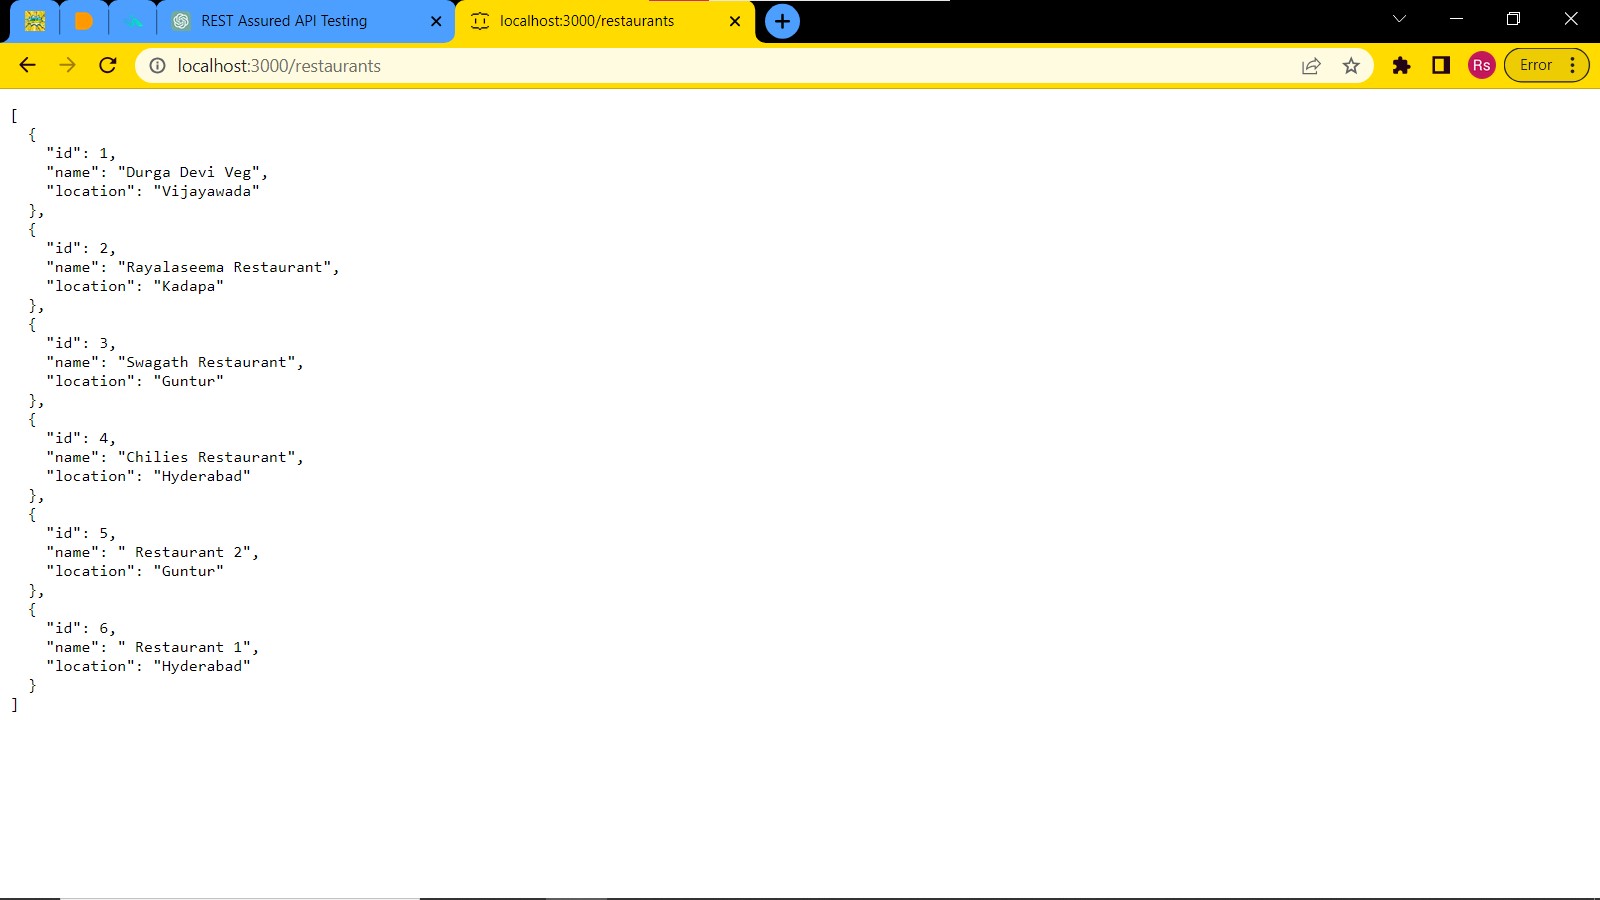 REST Assured API Testing
localhost:3000/restaurants
localhost:3000/restaurants
Rs
Error
[
  {
    "id": 1,
    "name": "Durga Devi Veg",
    "location": "Vijayawada"
  },
  {
    "id": 2,
    "name": "Rayalaseema Restaurant",
    "location": "Kadapa"
  },
  {
    "id": 3,
    "name": "Swagath Restaurant",
    "location": "Guntur"
  },
  {
    "id": 4,
    "name": "Chilies Restaurant",
    "location": "Hyderabad"
  },
  {
    "id": 5,
    "name": " Restaurant 2",
    "location": "Guntur"
  },
  {
    "id": 6,
    "name": " Restaurant 1",
    "location": "Hyderabad"
  }
]